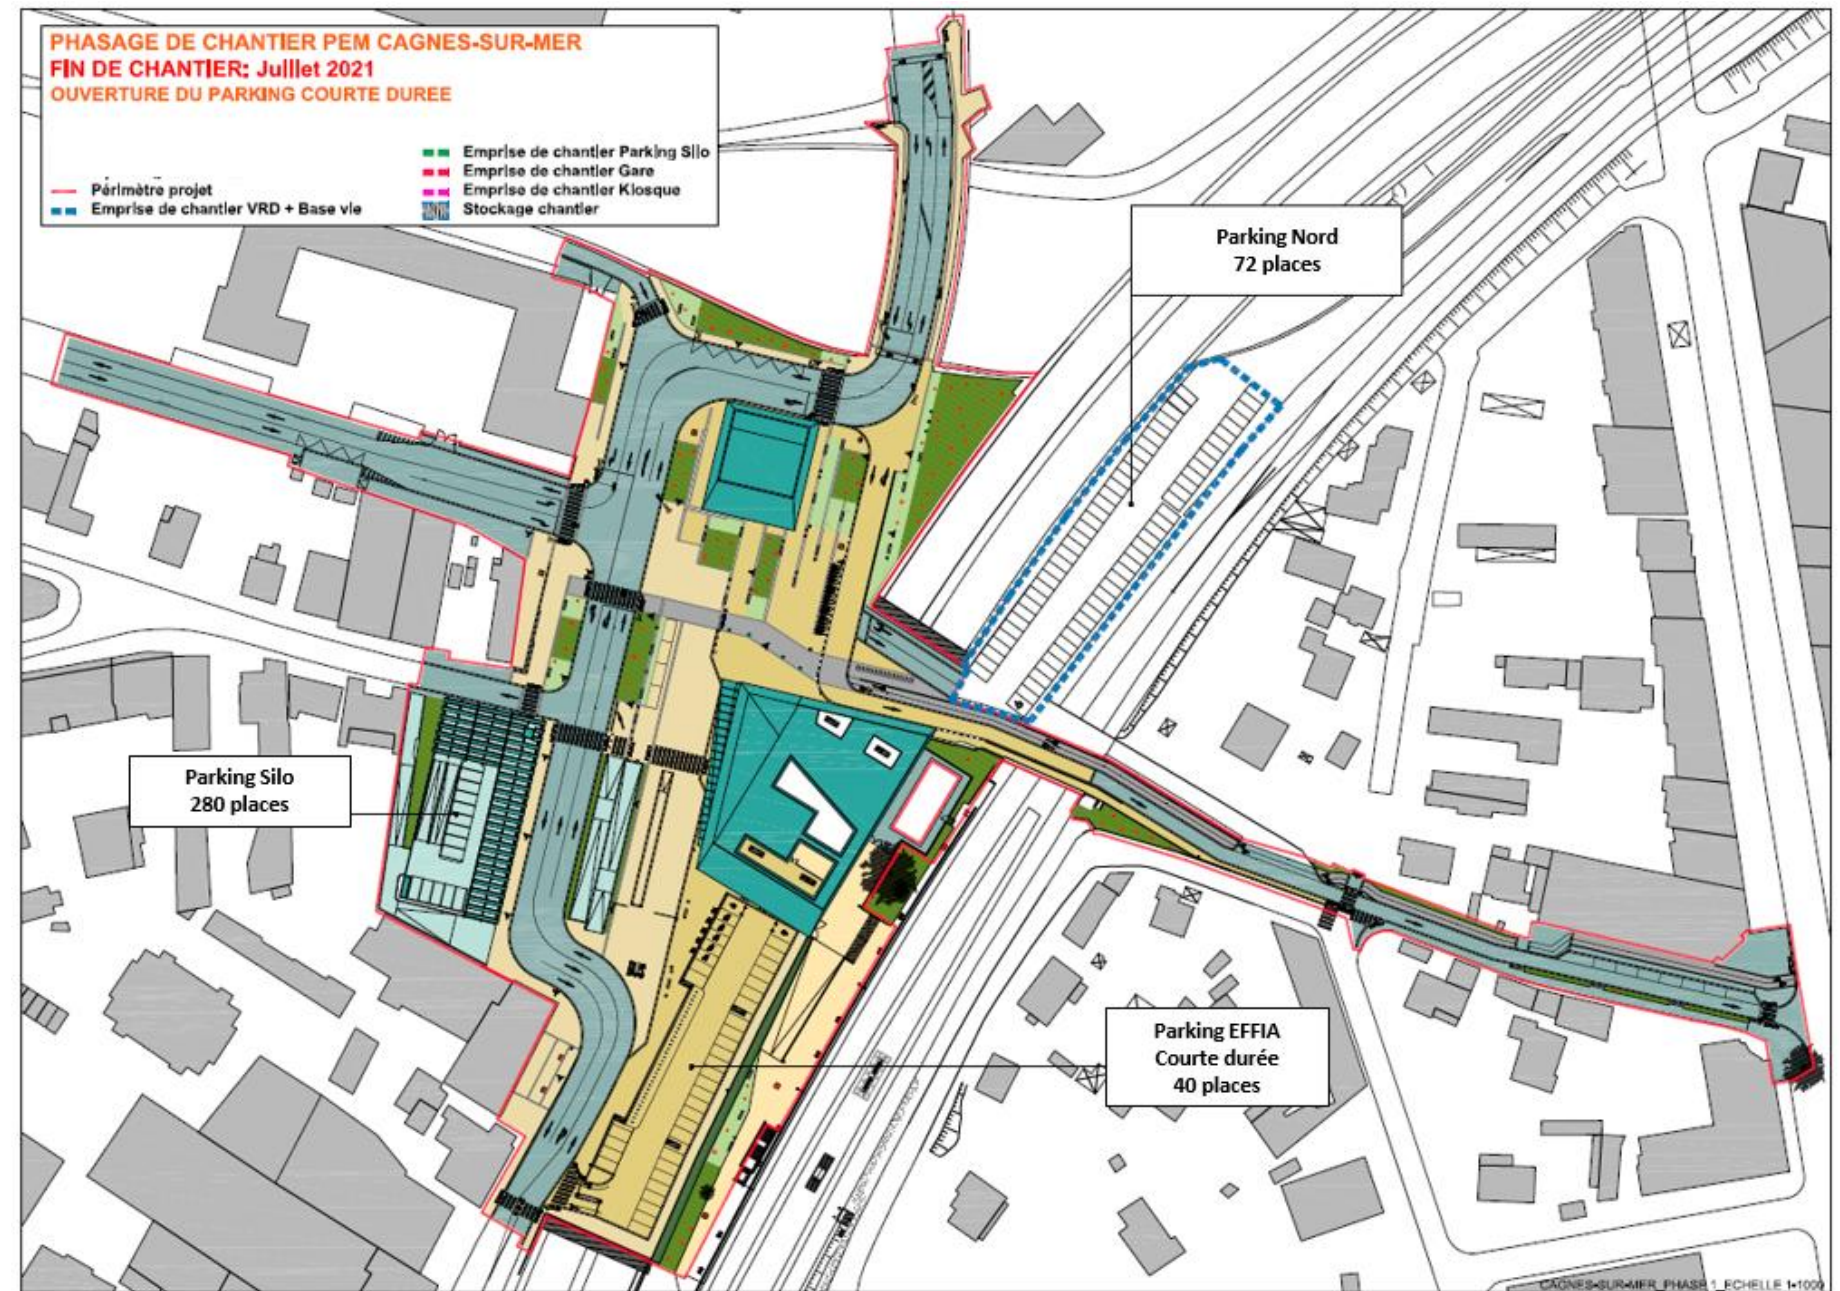 PHASAGE DE CHANTIER PEM CAGNES-SUR-MER
FIN DE CHANTIER: Juillet 2021
OUVERTURE DU PARKING COURTE DUREE
Périmètre projet
Emprise de chantier VRD + Base vie
Emprise de chantier Parking Silo
Emprise de chantier Gare
Emprise de chantier Kiosque
Stockage chantier
Parking Nord
72 places
Parking Silo
280 places
Parking EFFIA
Courte durée
40 places
CAGNES-SUR-MER_PHASE 1_ECHELLE 1-1000